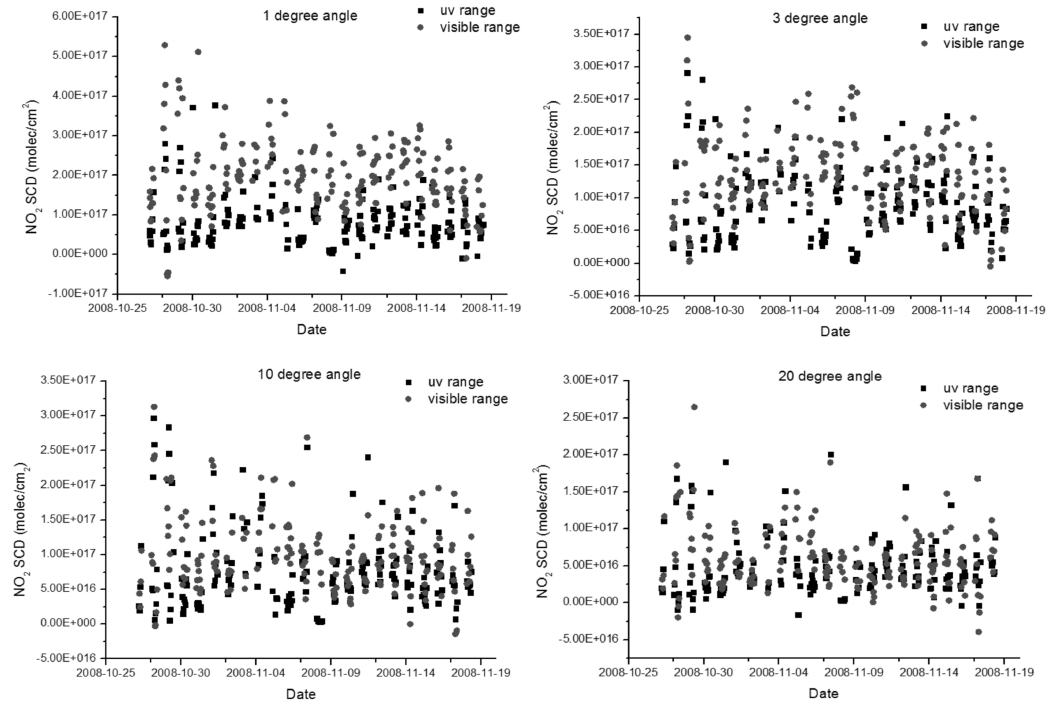 1 degree angle
uv range
visible range
6.00E+017
5.00E+017
4.00E+017
3.00E+017
2.00E+017
1.00E+017
0.00E+000
-1.00E+017
NO₂ SCD (molec/cm²)
2008-10-25 2008-10-30 2008-11-04 2008-11-09 2008-11-14 2008-11-19
Date
3 degree angle
uv range
visible range
3.50E+017
3.00E+017
2.50E+017
2.00E+017
1.50E+017
1.00E+017
5.00E+016
0.00E+000
-5.00E+016
NO₂ SCD (molec/cm²)
2008-10-25 2008-10-30 2008-11-04 2008-11-09 2008-11-14 2008-11-19
Date
10 degree angle
uv range
visible range
3.50E+017
3.00E+017
2.50E+017
2.00E+017
1.50E+017
1.00E+017
5.00E+016
0.00E+000
-5.00E+016
NO₂ SCD (molec/cm₂)
2008-10-25 2008-10-30 2008-11-04 2008-11-09 2008-11-14 2008-11-19
Date
20 degree angle
uv range
visible range
3.00E+017
2.50E+017
2.00E+017
1.50E+017
1.00E+017
5.00E+016
0.00E+000
-5.00E+016
NO₂ SCD (molec/cm²)
2008-10-25 2008-10-30 2008-11-04 2008-11-09 2008-11-14 2008-11-19
Date